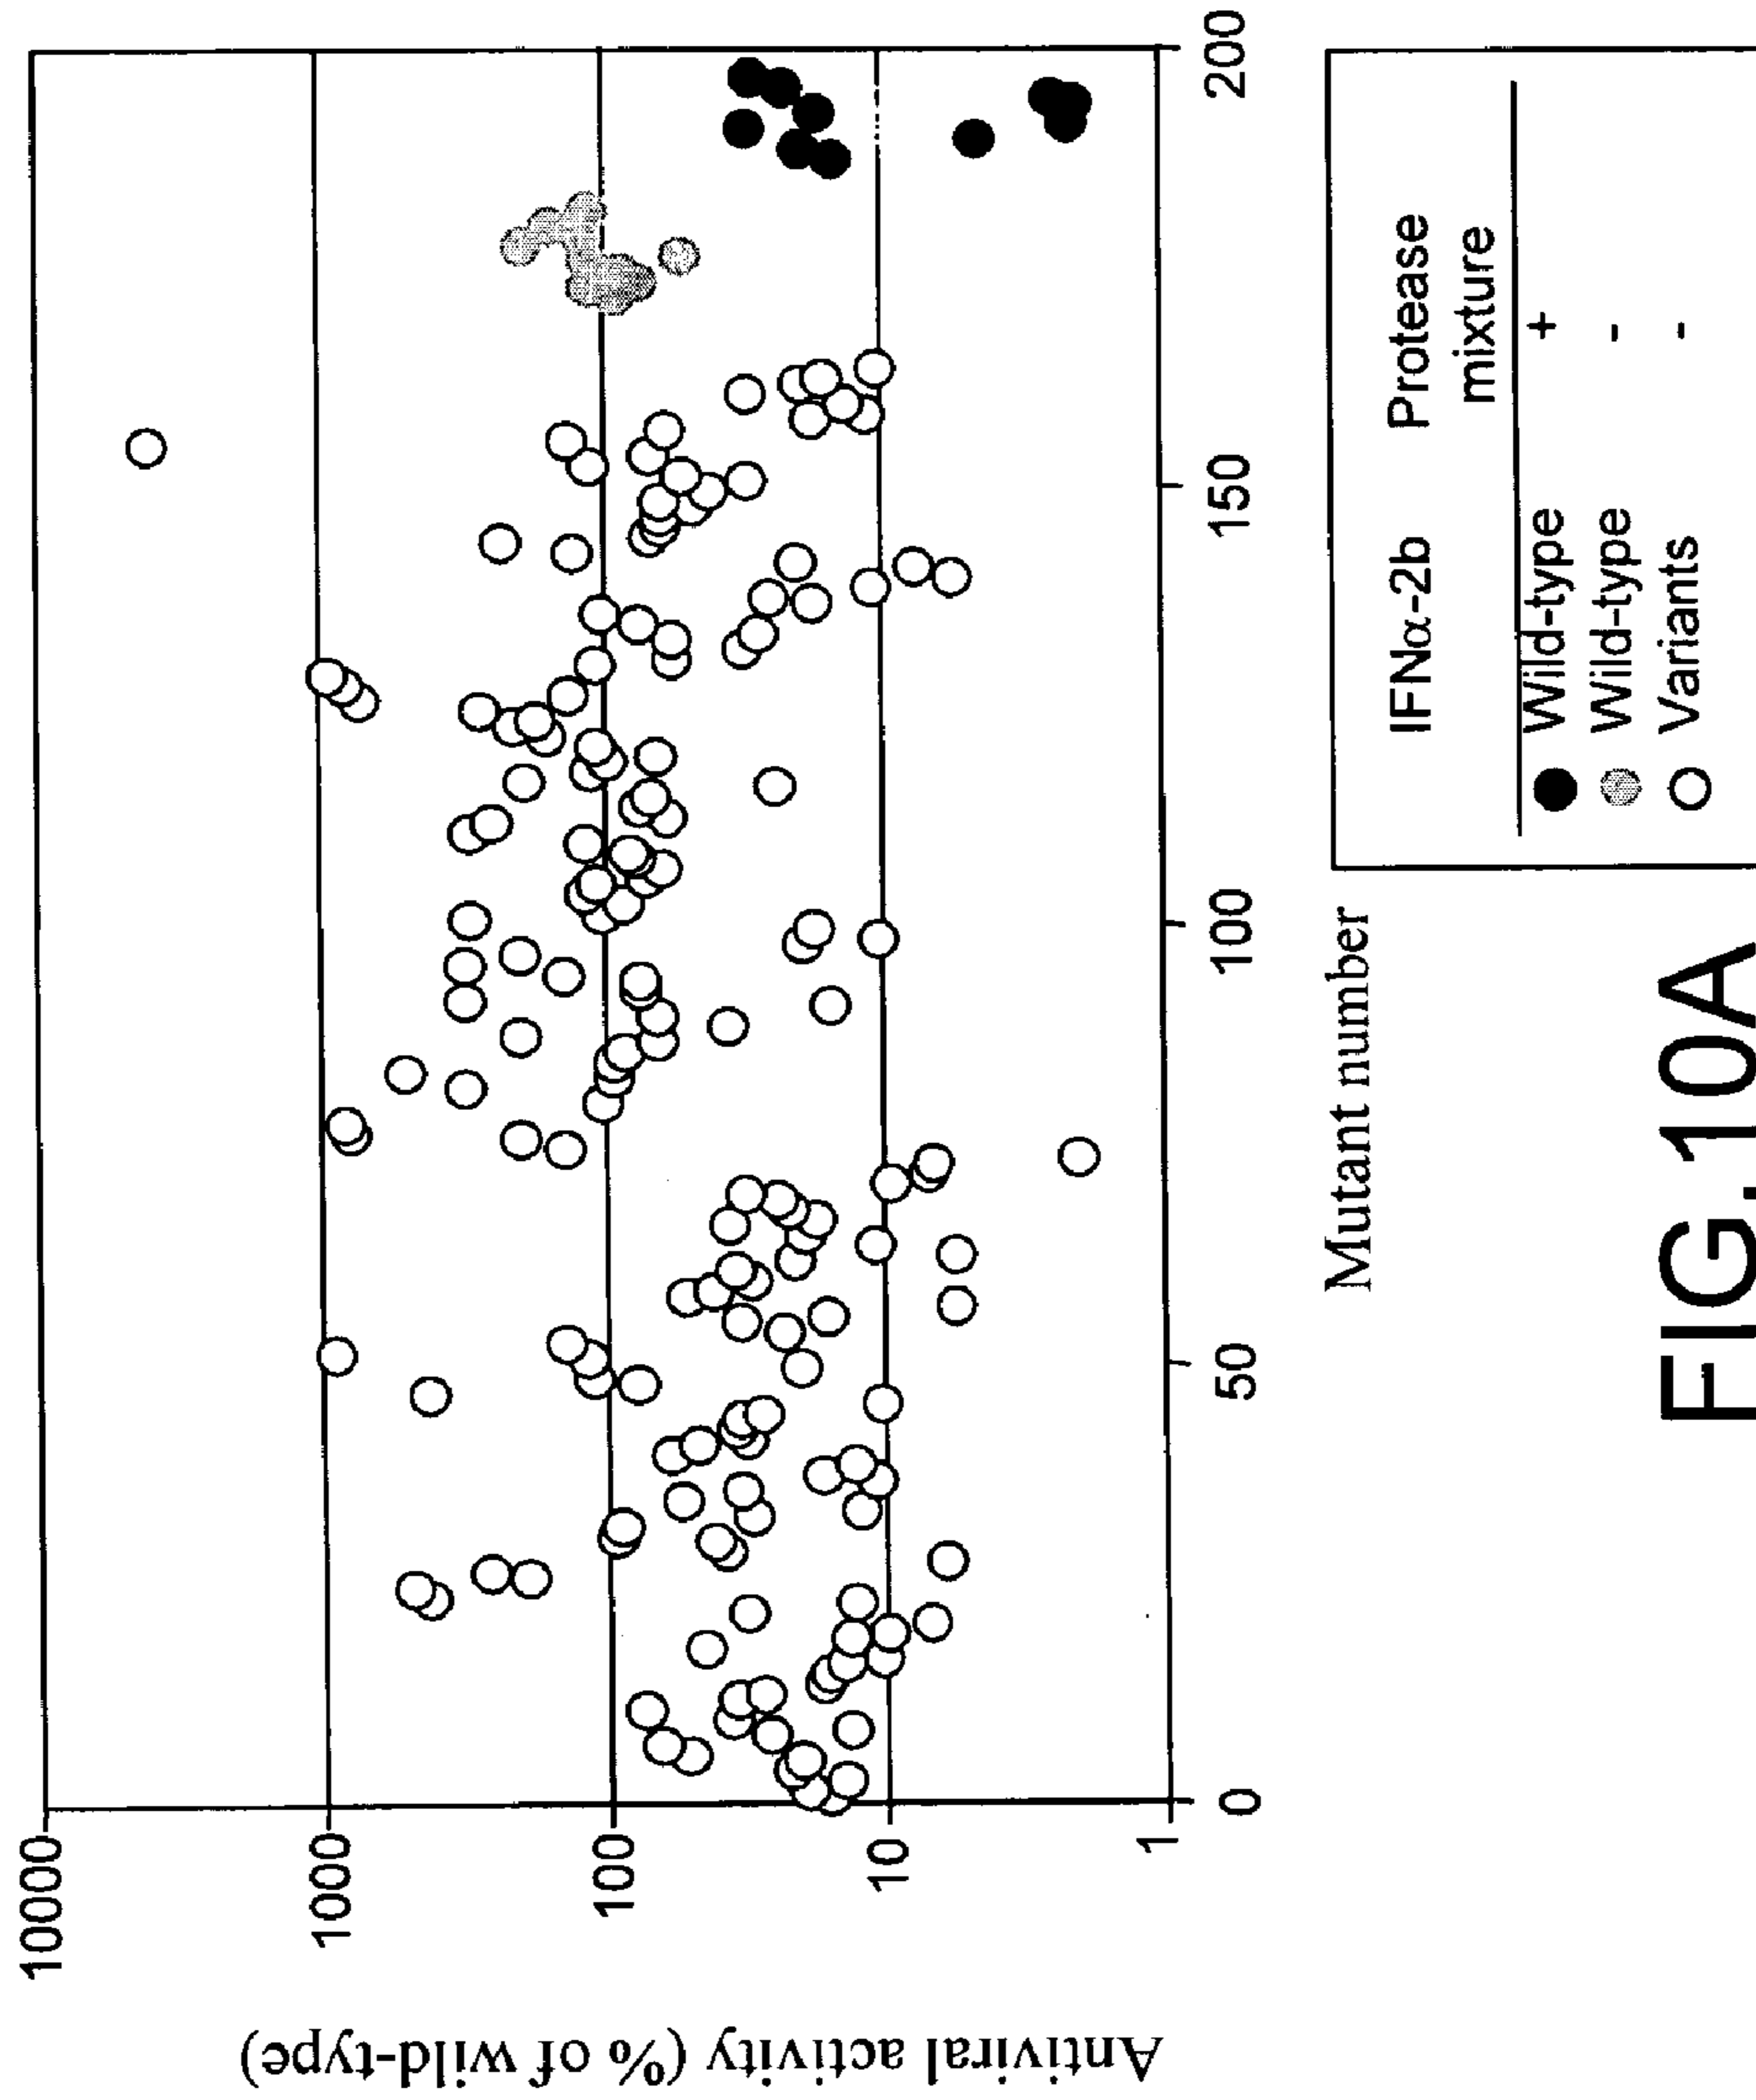 Antiviral activity (% of wild-type)
10000
1000
100
10
1
0
50
100
150
200
Mutant number
IFNα-2b Protease mixture
Wild-type +
Wild-type -
Variants -
FIG.10A